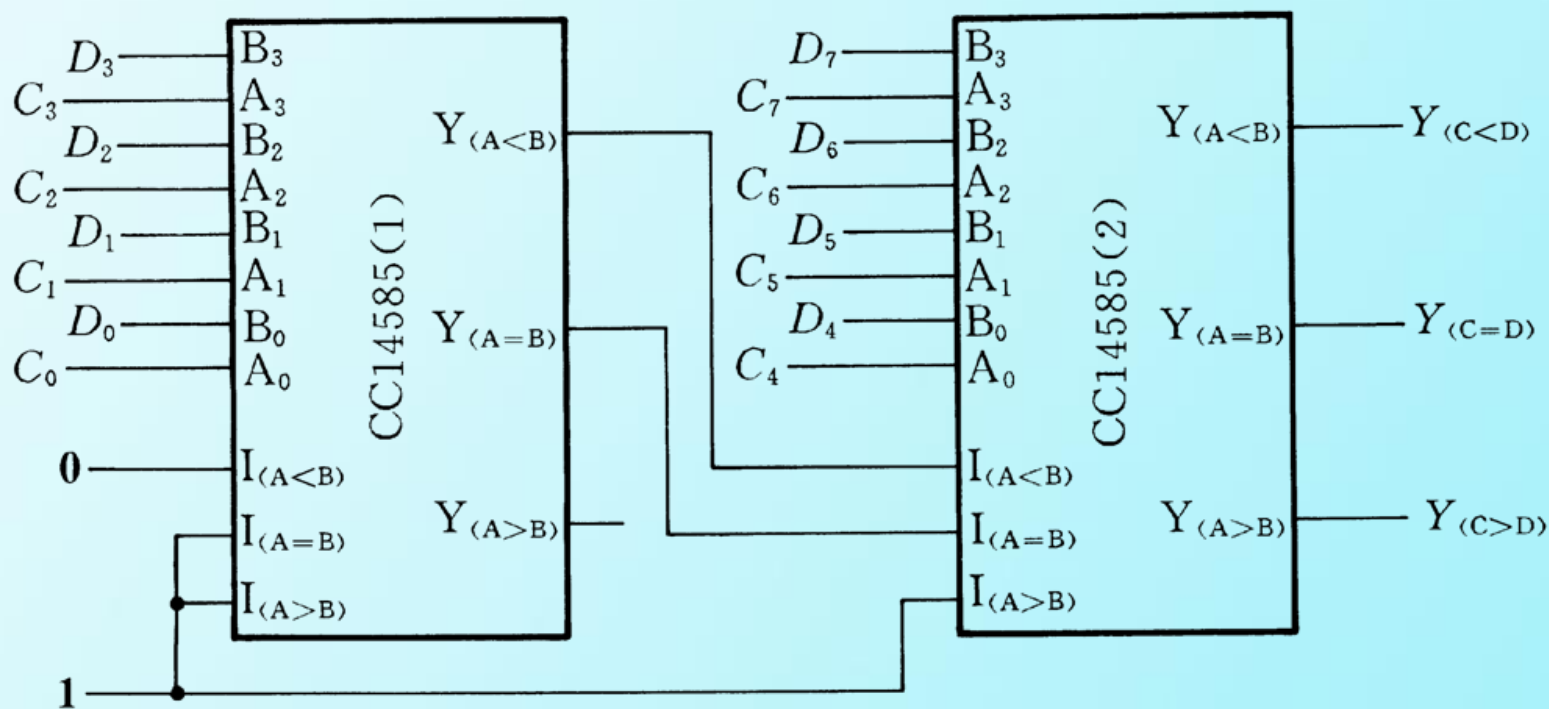 D₃ B₃
C₃ A₃
D₂ B₂
C₂ A₂
D₁ B₁
C₁ A₁
D₀ B₀
C₀ A₀
0 I(A<B)
I(A=B)
I(A>B)
1
CC14585(1)
Y(A<B)
Y(A=B)
Y(A>B)
D₇ B₃
C₇ A₃
D₆ B₂
C₆ A₂
D₅ B₁
C₅ A₁
D₄ B₀
C₄ A₀
I(A<B)
I(A=B)
I(A>B)
CC14585(2)
Y(A<B) Y(C<D)
Y(A=B) Y(C=D)
Y(A>B) Y(C>D)